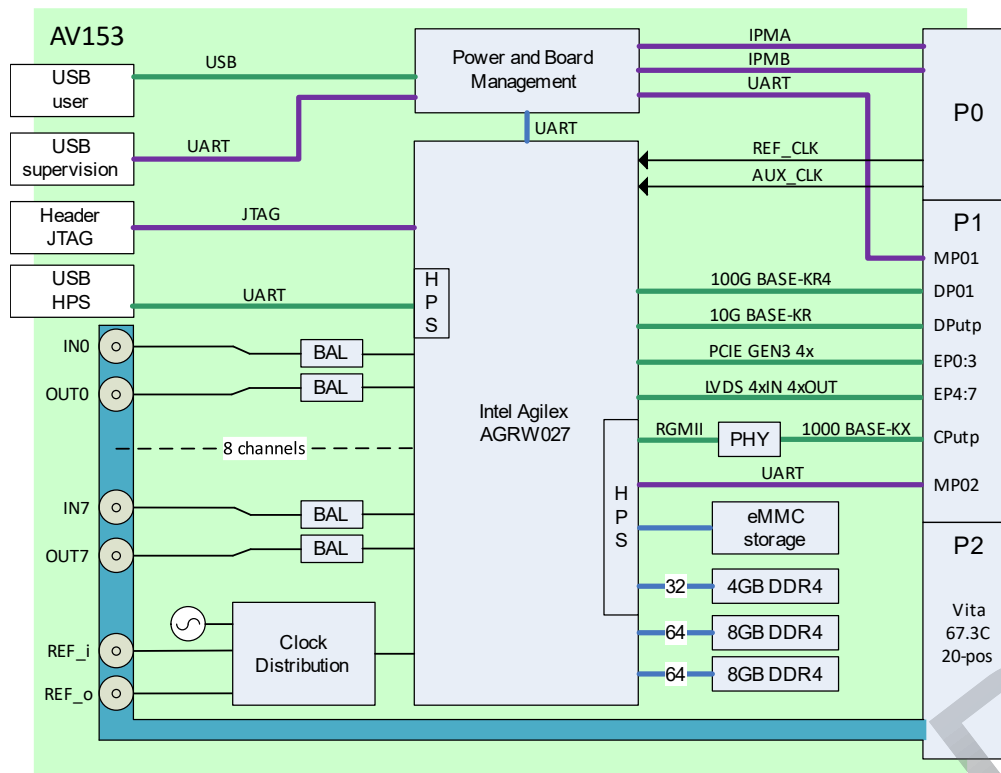 AV153
USB
user
USB
supervision
Header
JTAG
USB
HPS
USB
UART
JTAG
UART
Power and Board
Management
UART
IPMA
IPMB
UART
REF_CLK
AUX_CLK
P0
P1
MP01
DP01
DPutp
EP0:3
EP4:7
CPutp
MP02
100G BASE-KR4
10G BASE-KR
PCIE GEN3 4x
LVDS 4xIN 4xOUT
RGMII
PHY
1000 BASE-KX
UART
H
P
S
Intel Agilex
AGRW027
H
P
S
IN0
OUT0
BAL
BAL
8 channels
IN7
OUT7
BAL
BAL
REF_i
REF_o
Clock
Distribution
eMMC
storage
32
4GB DDR4
64
8GB DDR4
64
8GB DDR4
P2
Vita
67.3C
20-pos